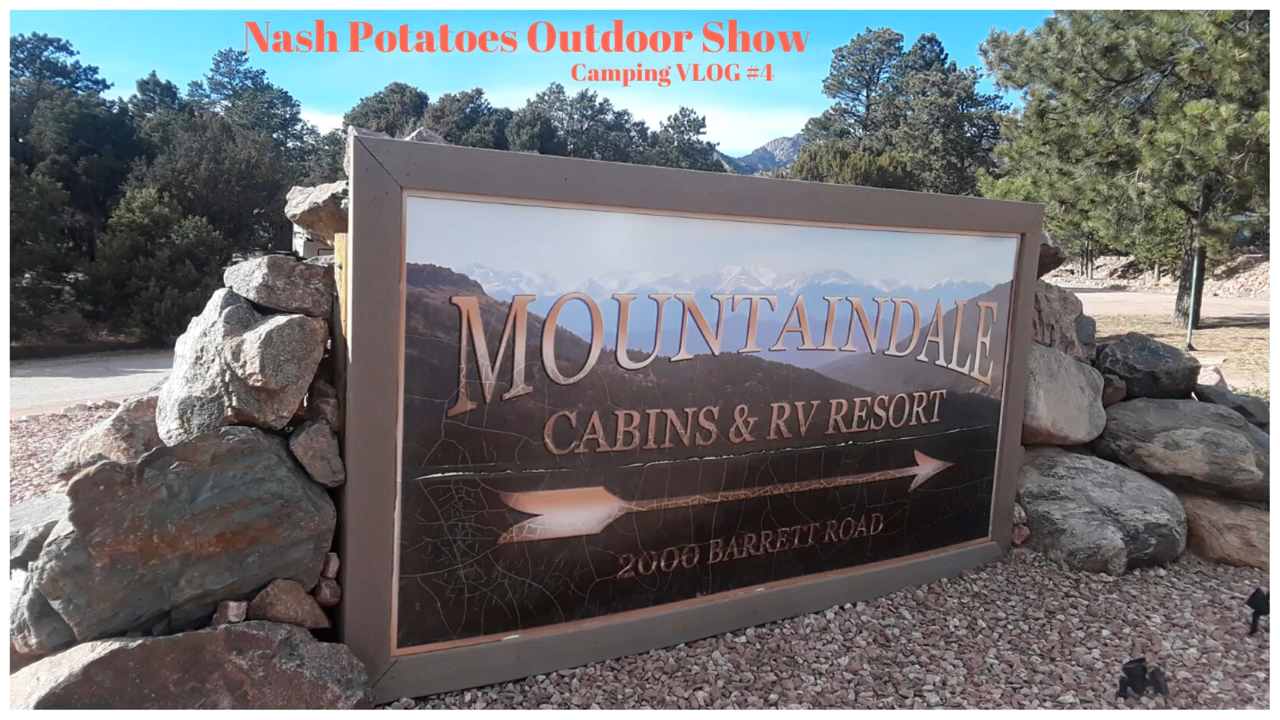 Nash Potatoes Outdoor Show
Camping VLOG #4
MOUNTAINDALE
CABINS & RV RESORT
2000 BARRETT ROAD